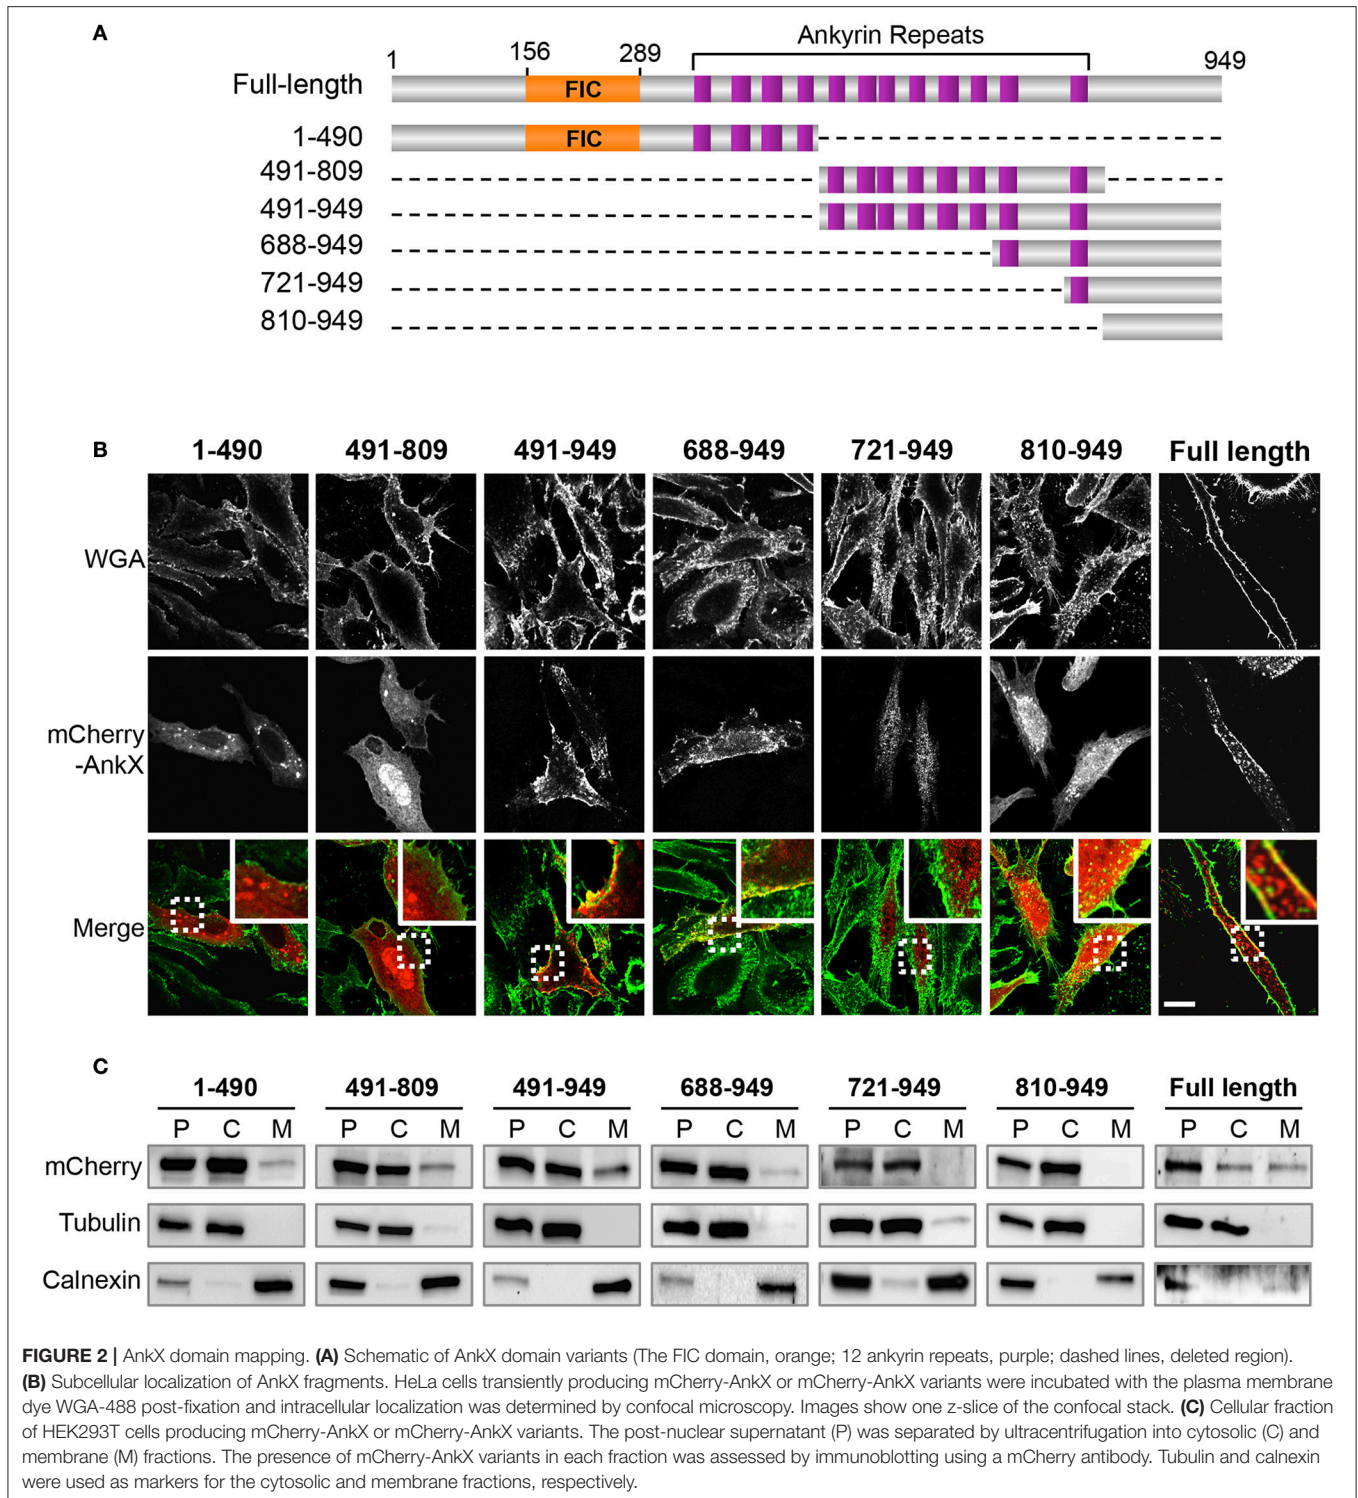 A
Ankyrin Repeats
1 156 289 949
Full-length FIC
1-490 FIC
491-809
491-949
688-949
721-949
810-949
B
1-490 491-809 491-949 688-949 721-949 810-949 Full length
WGA
mCherry
-AnkX
Merge
C
1-490 491-809 491-949 688-949 721-949 810-949 Full length
P C M P C M P C M P C M P C M P C M P C M
mCherry
Tubulin
Calnexin
FIGURE 2 | AnkX domain mapping. (A) Schematic of AnkX domain variants (The FIC domain, orange; 12 ankyrin repeats, purple; dashed lines, deleted region).
(B) Subcellular localization of AnkX fragments. HeLa cells transiently producing mCherry-AnkX or mCherry-AnkX variants were incubated with the plasma membrane
dye WGA-488 post-fixation and intracellular localization was determined by confocal microscopy. Images show one z-slice of the confocal stack. (C) Cellular fraction
of HEK293T cells producing mCherry-AnkX or mCherry-AnkX variants. The post-nuclear supernatant (P) was separated by ultracentrifugation into cytosolic (C) and
membrane (M) fractions. The presence of mCherry-AnkX variants in each fraction was assessed by immunoblotting using a mCherry antibody. Tubulin and calnexin
were used as markers for the cytosolic and membrane fractions, respectively.